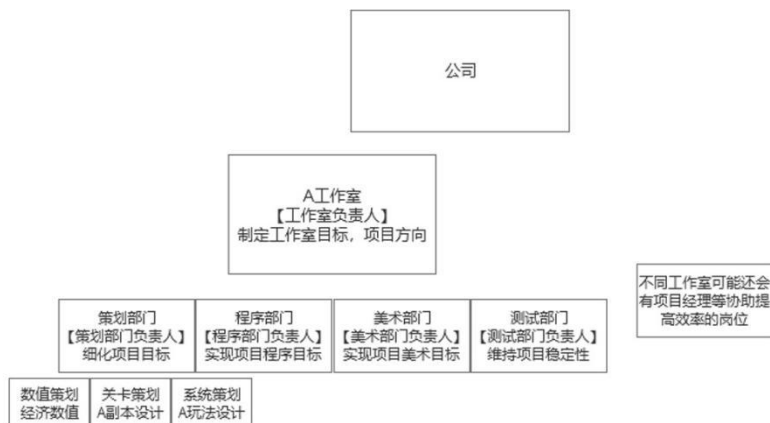 公司
A工作室
【工作室负责人】
制定工作室目标，项目方向
不同工作室可能还会
有项目经理等协助提
高效率的岗位
策划部门
【策划部门负责人】
细化项目目标
程序部门
【程序部门负责人】
实现项目程序目标
美术部门
【美术部门负责人】
实现项目美术目标
测试部门
【测试部门负责人】
维持项目稳定性
数值策划
经济数值
关卡策划
A副本设计
系统策划
A玩法设计